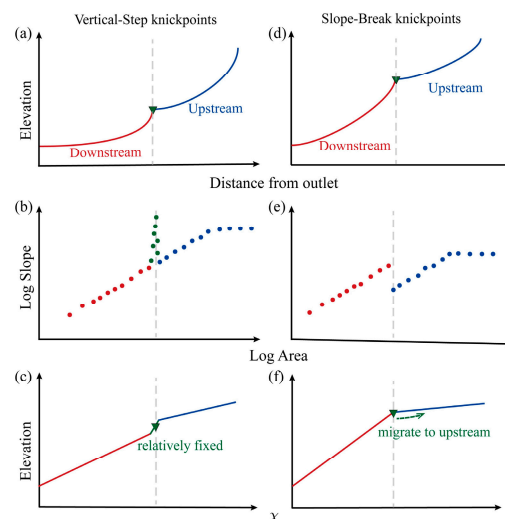 Vertical-Step knickpoints
Slope-Break knickpoints
(a)
(d)
Elevation
Upstream
Downstream
Upstream
Downstream
Distance from outlet
(b)
(e)
Log Slope
Log Area
(c)
(f)
Elevation
relatively fixed
migrate to upstream
χ